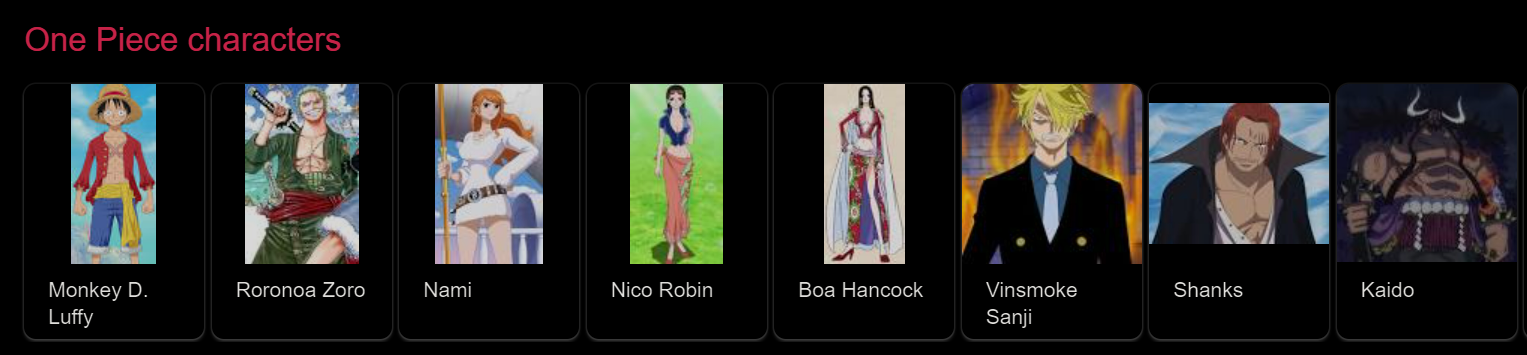 One Piece characters
Monkey D.
Luffy
Roronoa Zoro
Nami
Nico Robin
Boa Hancock
Vinsmoke
Sanji
Shanks
Kaido